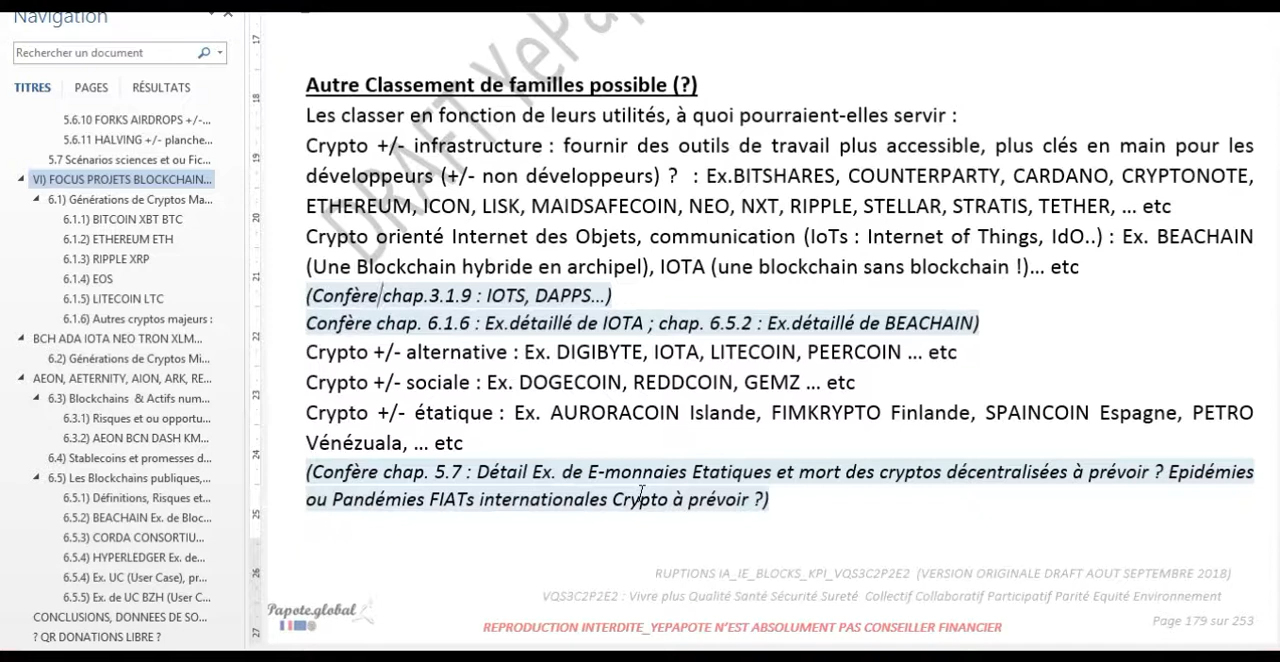 Navigation
Rechercher un document
TITRES PAGES RÉSULTATS
5.6.10 FORKS AIRDROPS +/-...
5.6.11 HALVING +/- planche...
5.7 Scénarios sciences et ou Fic...
VI) FOCUS PROJETS BLOCKCHAIN...
6.1) Générations de Cryptos Ma...
6.1.1) BITCOIN XBT BTC
6.1.2) ETHEREUM ETH
6.1.3) RIPPLE XRP
6.1.4) EOS
6.1.5) LITECOIN LTC
6.1.6) Autres cryptos majeurs :
BCH ADA IOTA NEO TRON XLM...
6.2) Générations de Cryptos Mi...
AEON, AETERNITY, AION, ARK, RE...
6.3) Blockchains & Actifs num...
6.3.1) Risques et ou opportu...
6.3.2) AEON BCN DASH KM...
6.4) Stablecoins et promesses d...
6.5) Les Blockchains publiques,...
6.5.1) Définitions, Risques et...
6.5.2) BEACHAIN Ex. de Bloc...
6.5.3) CORDA CONSORTIU...
6.5.4) HYPERLEDGER Ex. de...
6.5.4) Ex. UC (User Case), pr...
6.5.5). Ex. de UC BZH (User C...
CONCLUSIONS, DONNEES DE SO...
? QR DONATIONS LIBRE ?
17
18
19
20
21
22
23
24
25
26
27
DRAFT YePap
Autre Classement de familles possible (?)
Les classer en fonction de leurs utilités, à quoi pourraient-elles servir :
Crypto +/- infrastructure : fournir des outils de travail plus accessible, plus clés en main pour les
développeurs (+/- non développeurs) ? : Ex.BITSHARES, COUNTERPARTY, CARDANO, CRYPTONOTE,
ETHEREUM, ICON, LISK, MAIDSAFECOIN, NEO, NXT, RIPPLE, STELLAR, STRATIS, TETHER, ... etc
Crypto orienté Internet des Objets, communication (IoTs : Internet of Things, IdO..) : Ex. BEACHAIN
(Une Blockchain hybride en archipel), IOTA (une blockchain sans blockchain !)... etc
(Confère chap.3.1.9 : IOTS, DAPPS...)
Confère chap. 6.1.6 : Ex.détaillé de IOTA ; chap. 6.5.2 : Ex.détaillé de BEACHAIN)
Crypto +/- alternative : Ex. DIGIBYTE, IOTA, LITECOIN, PEERCOIN ... etc
Crypto +/- sociale : Ex. DOGECOIN, REDDCOIN, GEMZ ... etc
Crypto +/- étatique : Ex. AURORACOIN Islande, FIMKRYPTO Finlande, SPAINCOIN Espagne, PETRO
Vénézuala, ... etc
(Confère chap. 5.7 : Détail Ex. de E-monnaies Etatiques et mort des cryptos décentralisées à prévoir ? Epidémies
ou Pandémies FIATs internationales Crypto à prévoir ?)
RUPTIONS IA_IE_BLOCKS_KPI_VQS3C2P2E2 (VERSION ORIGINALE DRAFT AOUT SEPTEMBRE 2018)
VQS3C2P2E2 : Vivre plus Qualité Santé Sécurité Sureté Collectif Collaboratif Participatif Parité Equité Environnement
Papote.global
REPRODUCTION INTERDITE_YEPAPOTE N'EST ABSOLUMENT PAS CONSEILLER FINANCIER
Page 179 sur 253